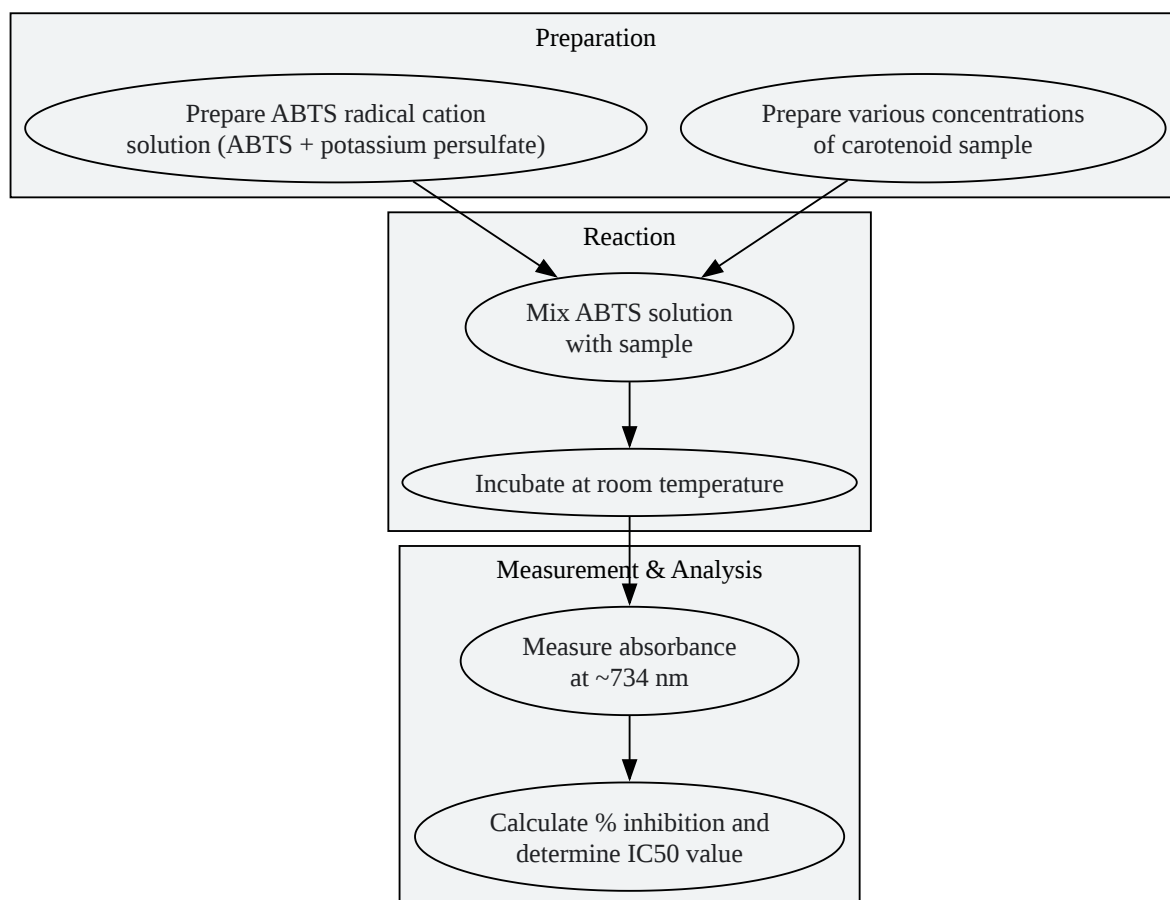 Preparation
Prepare ABTS radical cation
solution (ABTS + potassium persulfate)
Prepare various concentrations
of carotenoid sample
Reaction
Mix ABTS solution
with sample
Incubate at room temperature
Measurement & Analysis
Measure absorbance
at ~734 nm
Calculate % inhibition and
determine IC50 value